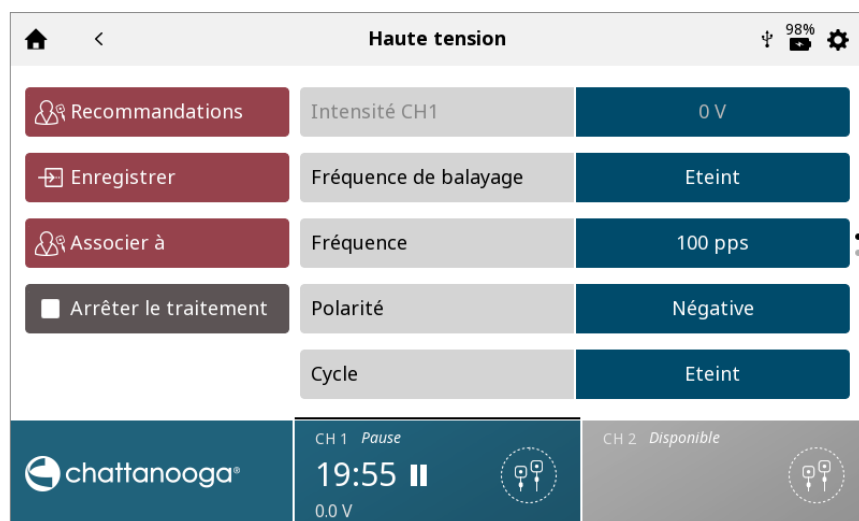 Haute tension
98%
Recommandations
Intensité CH1
0 V
Enregistrer
Fréquence de balayage
Eteint
Associer à
Fréquence
100 pps
Arrêter le traitement
Polarité
Négative
Cycle
Eteint
chattanooga®
CH 1 Pause
19:55
0.0 V
CH 2 Disponible